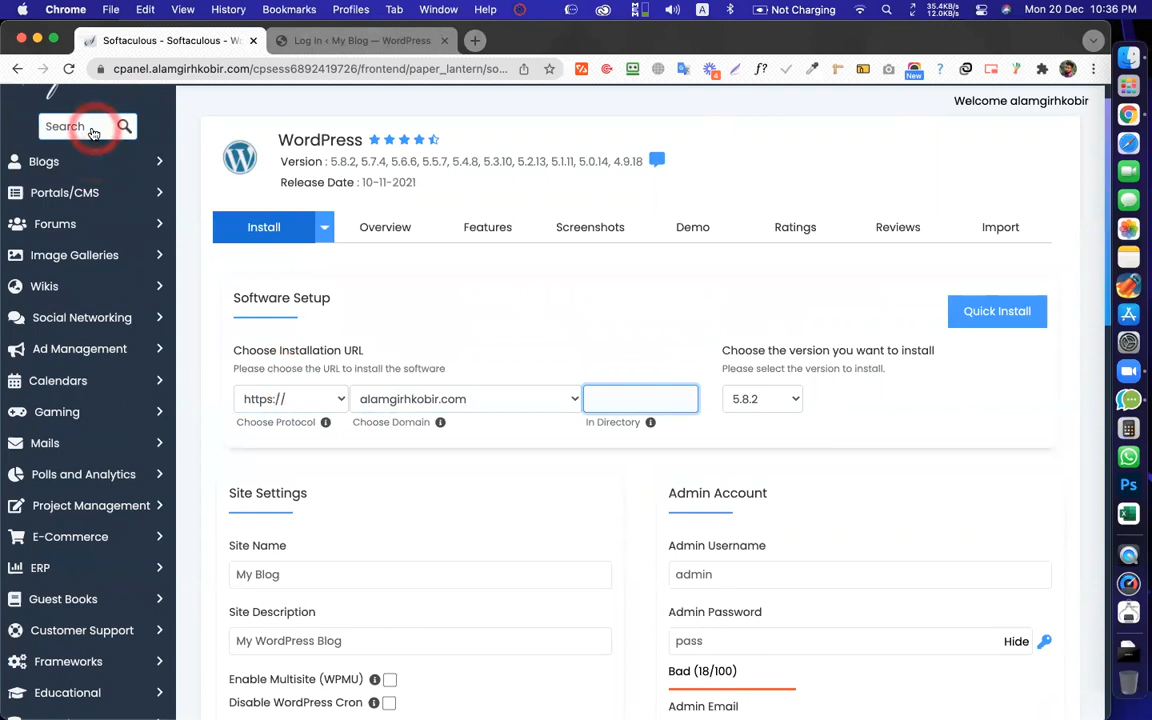 Chrome File Edit View History Bookmarks Profiles Tab Window Help A Not Charging 35.4KB/s 12.0KB/s Mon 20 Dec 10:36 PM
Softaculous - Softaculous - Wo Log In ‹ My Blog — WordPress
cpanel.alamgirhkobir.com/cpsess6892419726/frontend/paper_lantern/so... f? 4 New
Welcome alamgirhkobir
Search
Blogs
Portals/CMS
Forums
Image Galleries
Wikis
Social Networking
Ad Management
Calendars
Gaming
Mails
Polls and Analytics
Project Management
E-Commerce
ERP
Guest Books
Customer Support
Frameworks
Educational
WordPress
Version : 5.8.2, 5.7.4, 5.6.6, 5.5.7, 5.4.8, 5.3.10, 5.2.13, 5.1.11, 5.0.14, 4.9.18
Release Date : 10-11-2021
Install Overview Features Screenshots Demo Ratings Reviews Import
Software Setup
Quick Install
Choose Installation URL
Please choose the URL to install the software
https:// alamgirhkobir.com
Choose Protocol Choose Domain In Directory
Choose the version you want to install
Please select the version to install.
5.8.2
Site Settings
Site Name
My Blog
Site Description
My WordPress Blog
Enable Multisite (WPMU)
Disable WordPress Cron
Admin Account
Admin Username
admin
Admin Password
pass Hide
Bad (18/100)
Admin Email
Ps